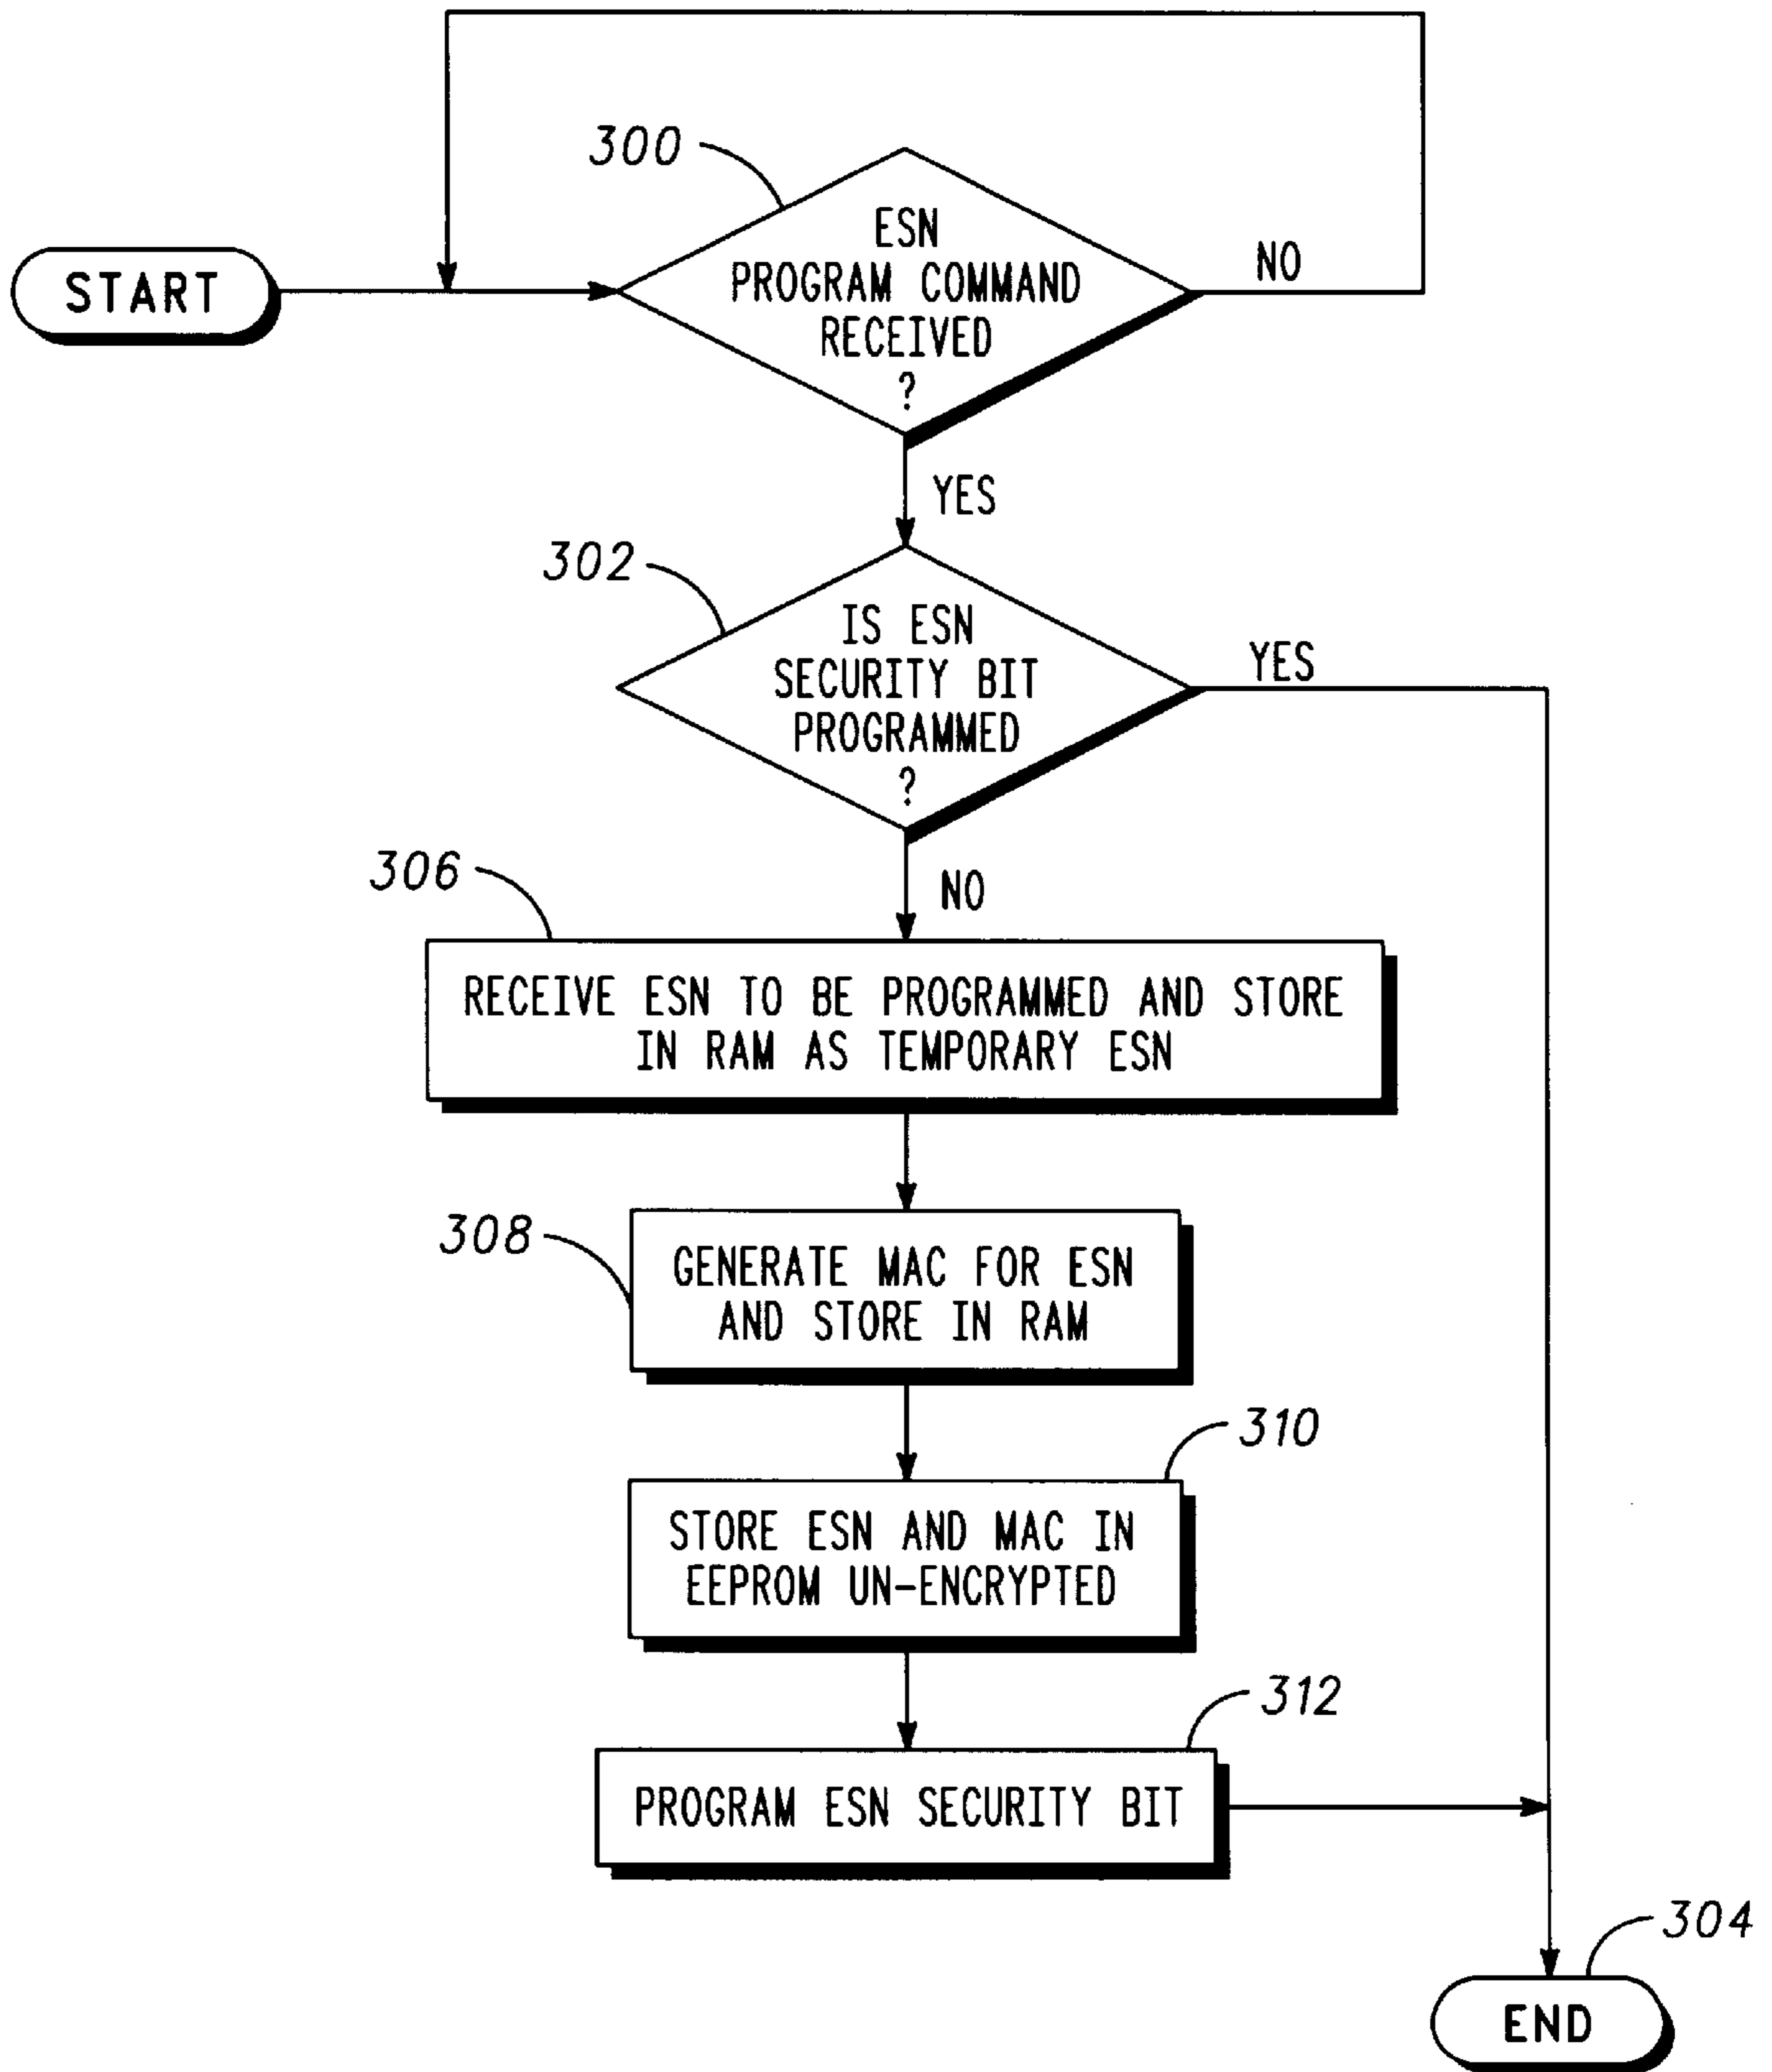 300
ESN
PROGRAM COMMAND
RECEIVED
?
NO
START
YES
302
IS ESN
SECURITY BIT
PROGRAMMED
?
YES
306
NO
RECEIVE ESN TO BE PROGRAMMED AND STORE
IN RAM AS TEMPORARY ESN
308
GENERATE MAC FOR ESN
AND STORE IN RAM
310
STORE ESN AND MAC IN
EEPROM UN-ENCRYPTED
312
PROGRAM ESN SECURITY BIT
304
END